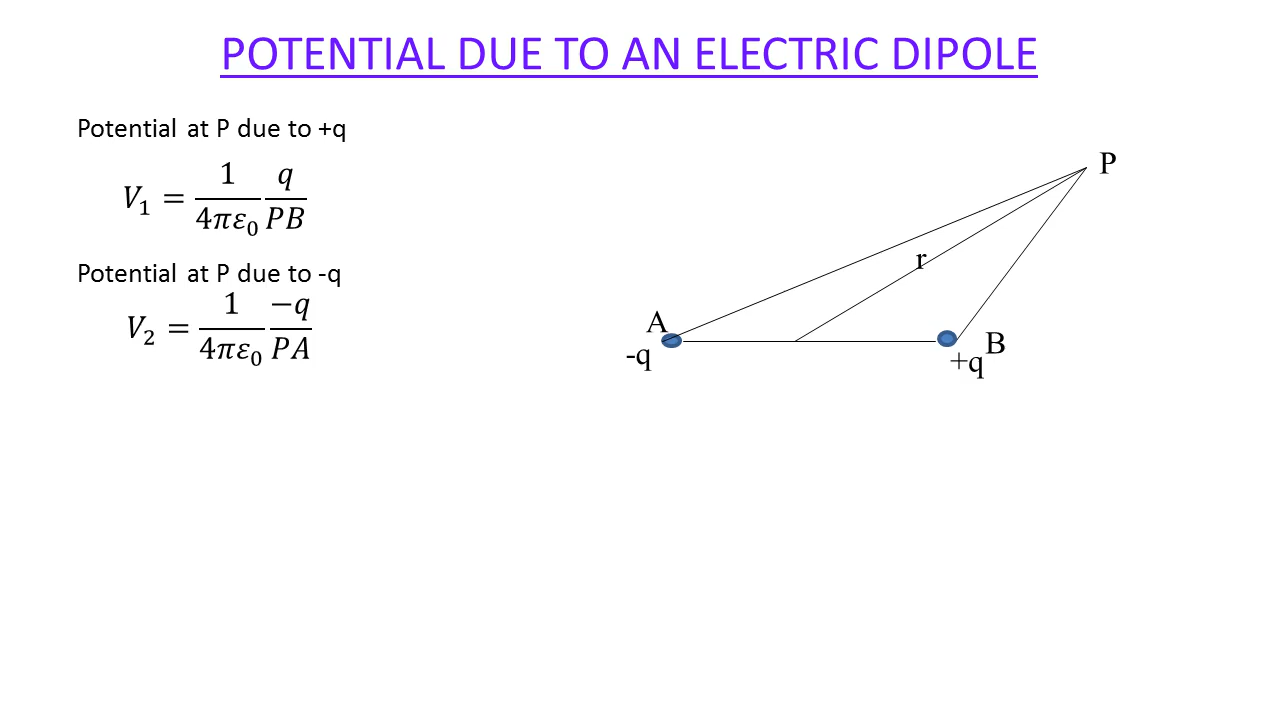 POTENTIAL DUE TO AN ELECTRIC DIPOLE
Potential at P due to +q
𝑉₁ = 1/4𝜋𝜀₀ 𝑞/𝑃𝐵
Potential at P due to -q
𝑉₂ = 1/4𝜋𝜀₀ −𝑞/𝑃𝐴
P
r
A
-q
B
+q